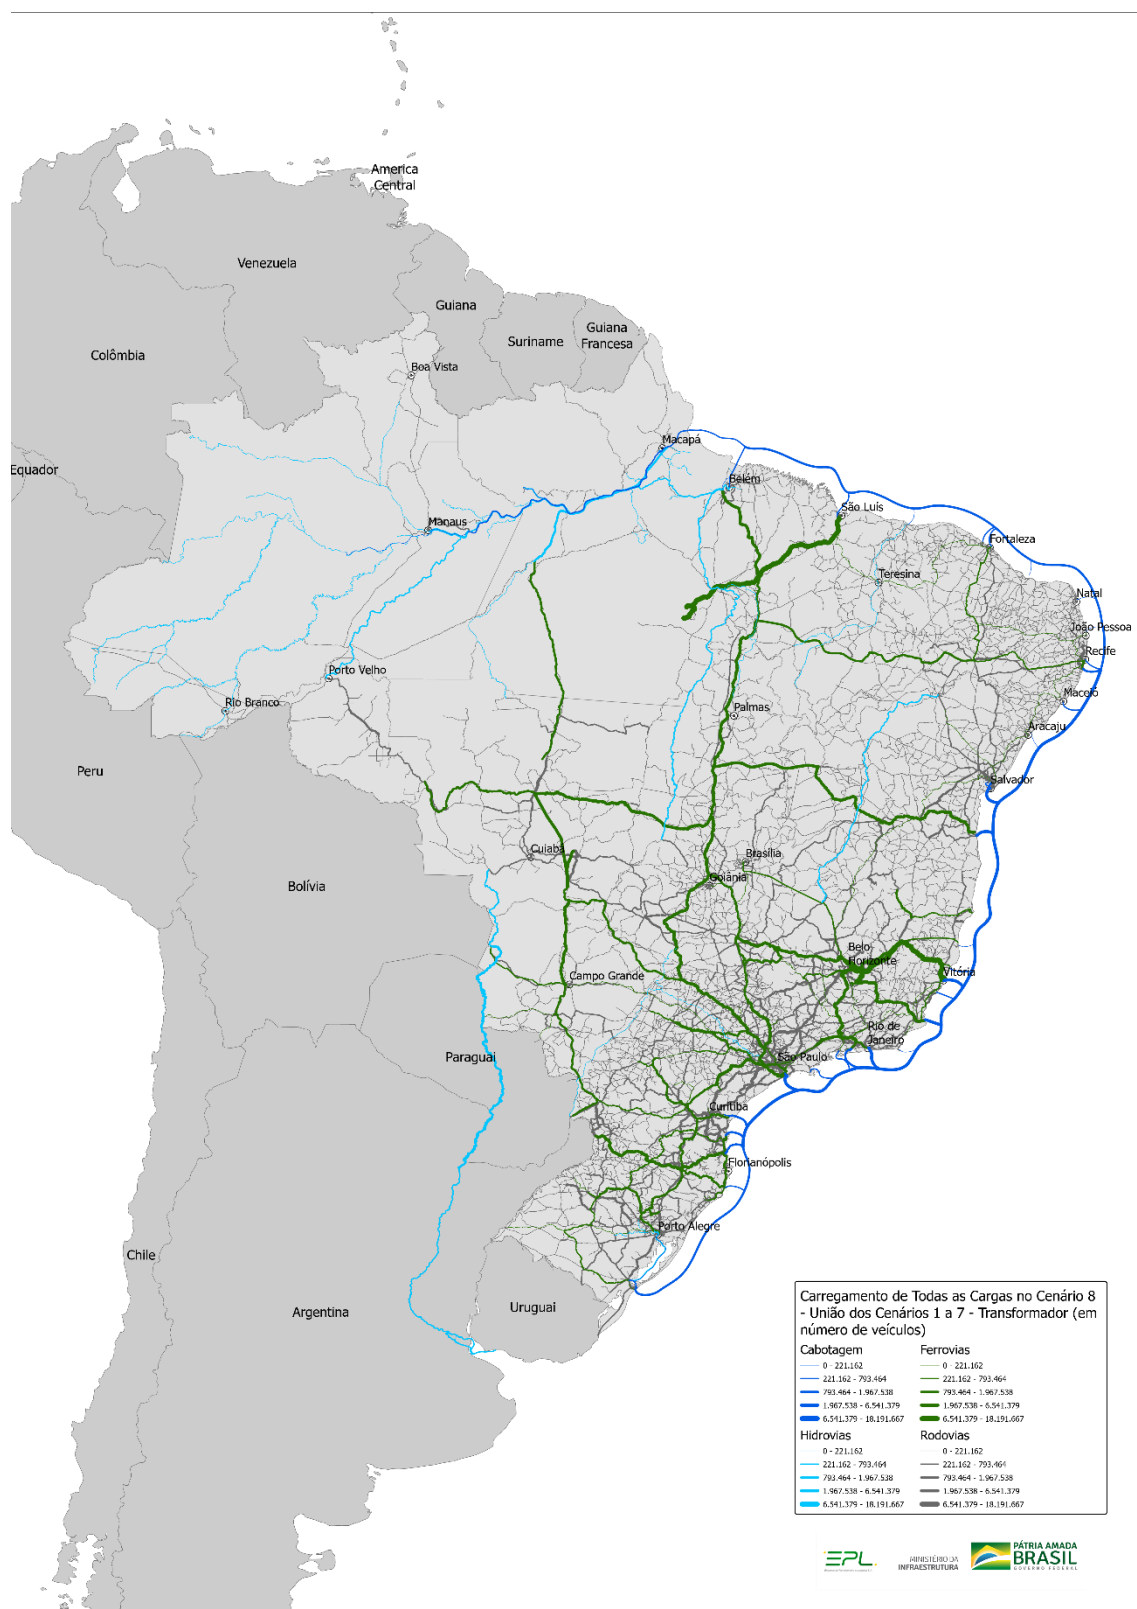 America
Central
Venezuela
Guiana
Suriname
Guiana
Francesa
Colômbia
Boa Vista
Macapá
Equador
Belém
São Luís
Manaus
Fortaleza
Teresina
Natal
João Pessoa
Recife
Porto Velho
Maceió
Rio Branco
Palmas
Aracaju
Peru
Salvador
Cuiabá
Brasília
Goiânia
Bolívia
Belo
Horizonte
Vitória
Campo Grande
Rio de
Janeiro
Paraguai
São Paulo
Curitiba
Florianópolis
Porto Alegre
Chile
Argentina
Uruguai
Carregamento de Todas as Cargas no Cenário 8
- União dos Cenários 1 a 7 - Transformador (em
número de veículos)
Cabotagem
0 - 221.162
221.162 - 793.464
793.464 - 1.967.538
1.967.538 - 6.541.379
6.541.379 - 18.191.667
Ferrovias
0 - 221.162
221.162 - 793.464
793.464 - 1.967.538
1.967.538 - 6.541.379
6.541.379 - 18.191.667
Hidrovias
0 - 221.162
221.162 - 793.464
793.464 - 1.967.538
1.967.538 - 6.541.379
6.541.379 - 18.191.667
Rodovias
0 - 221.162
221.162 - 793.464
793.464 - 1.967.538
1.967.538 - 6.541.379
6.541.379 - 18.191.667
EPL
MINISTÉRIO DA
INFRAESTRUTURA
PÁTRIA AMADA
BRASIL
GOVERNO FEDERAL